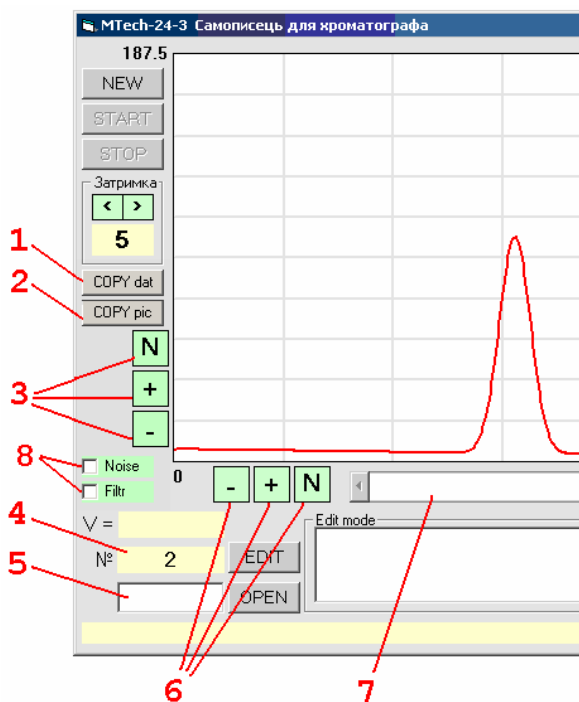 MTech-24-3 Самописець для хроматографа
187.5
NEW
START
STOP
Затримка
< >
5
1
COPY dat
2
COPY pic
N
3
+
-
8
Noise
Filtr
0
- + N
V =
Edit mode
4
№ 2
EDIT
5
OPEN
6
7